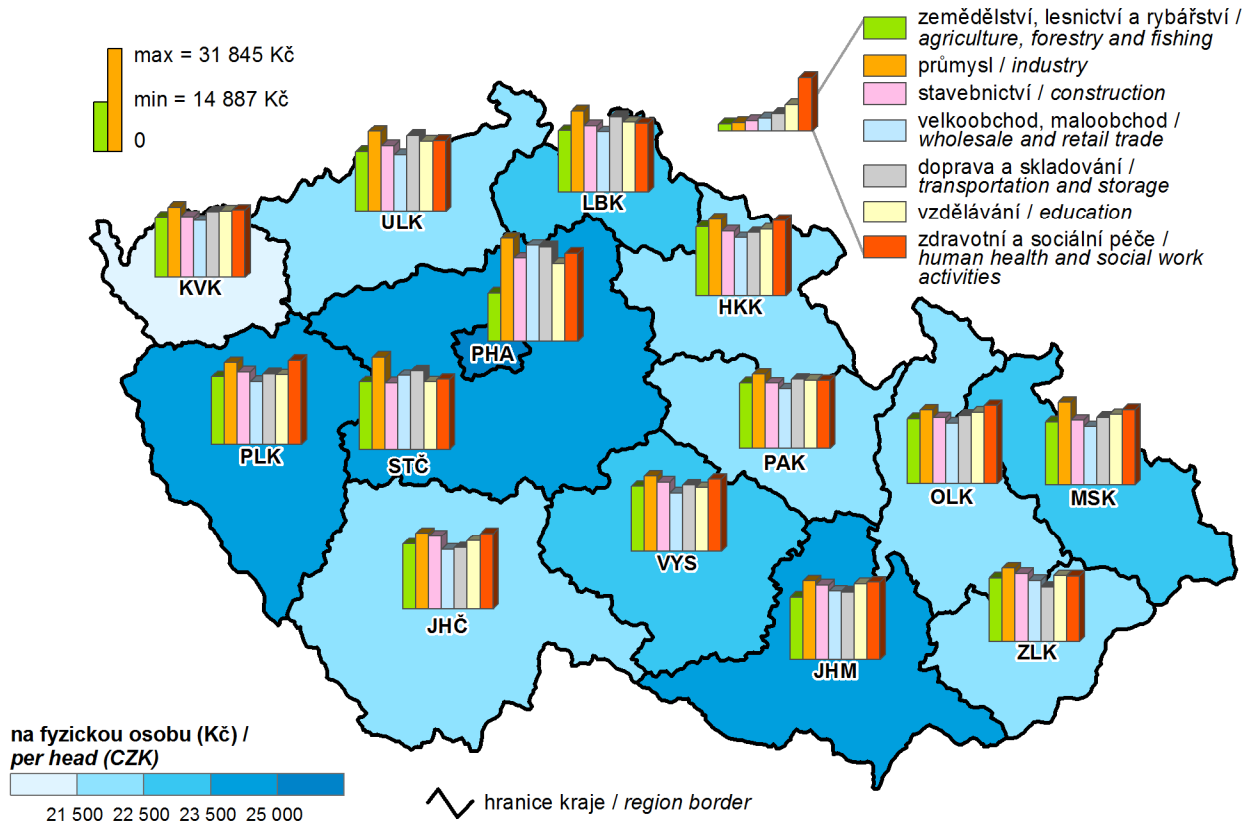 max = 31 845 Kč
min = 14 887 Kč
0
zemědělství, lesnictví a rybářství /
agriculture, forestry and fishing
průmysl / industry
stavebnictví / construction
velkoobchod, maloobchod /
wholesale and retail trade
doprava a skladování /
transportation and storage
vzdělávání / education
zdravotní a sociální péče /
human health and social work
activities
ULK
LBK
KVK
HKK
PHA
PLK
STČ
PAK
OLK
MSK
VYS
JHČ
JHM
ZLK
na fyzickou osobu (Kč) /
per head (CZK)
21 500 22 500 23 500 25 000
hranice kraje / region border